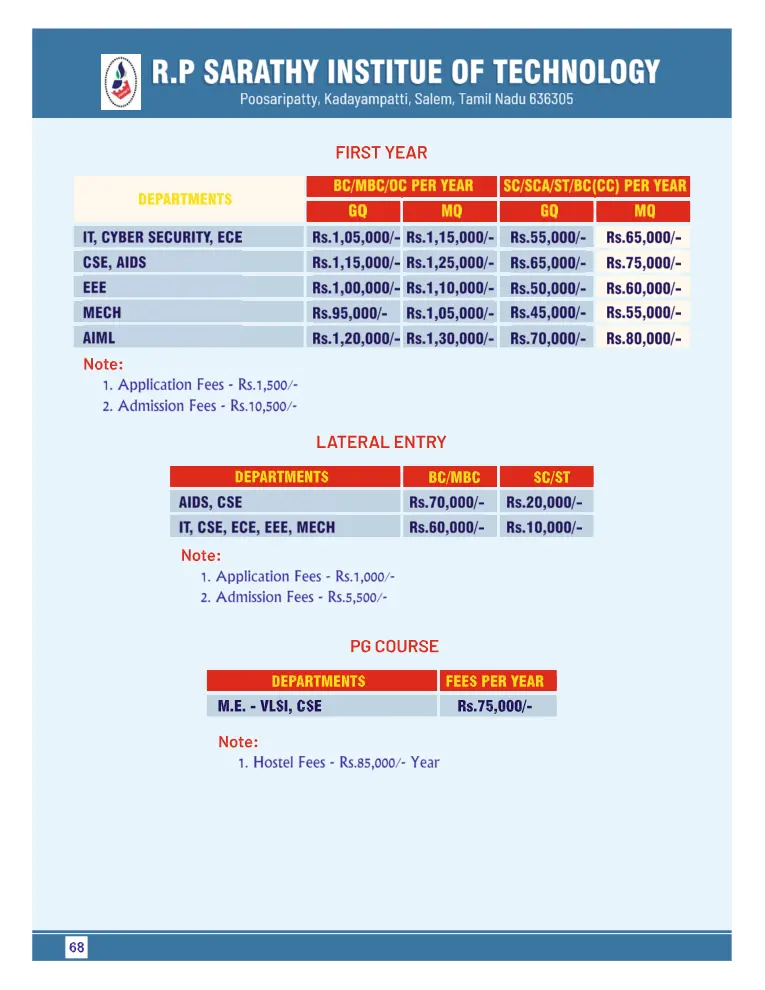 R.P SARATHY INSTITUE OF TECHNOLOGY
Poosaripatty, Kadayampatti, Salem, Tamil Nadu 636305
FIRST YEAR
DEPARTMENTS BC/MBC/OC PER YEAR SC/SCA/ST/BC(CC) PER YEAR
GQ MQ GQ MQ
IT, CYBER SECURITY, ECE Rs.1,05,000/- Rs.1,15,000/- Rs.55,000/- Rs.65,000/-
CSE, AIDS Rs.1,15,000/- Rs.1,25,000/- Rs.65,000/- Rs.75,000/-
EEE Rs.1,00,000/- Rs.1,10,000/- Rs.50,000/- Rs.60,000/-
MECH Rs.95,000/- Rs.1,05,000/- Rs.45,000/- Rs.55,000/-
AIML Rs.1,20,000/- Rs.1,30,000/- Rs.70,000/- Rs.80,000/-
Note:
1. Application Fees - Rs.1,500/-
2. Admission Fees - Rs.10,500/-
LATERAL ENTRY
DEPARTMENTS BC/MBC SC/ST
AIDS, CSE Rs.70,000/- Rs.20,000/-
IT, CSE, ECE, EEE, MECH Rs.60,000/- Rs.10,000/-
Note:
1. Application Fees - Rs.1,000/-
2. Admission Fees - Rs.5,500/-
PG COURSE
DEPARTMENTS FEES PER YEAR
M.E. - VLSI, CSE Rs.75,000/-
Note:
1. Hostel Fees - Rs.85,000/- Year
68